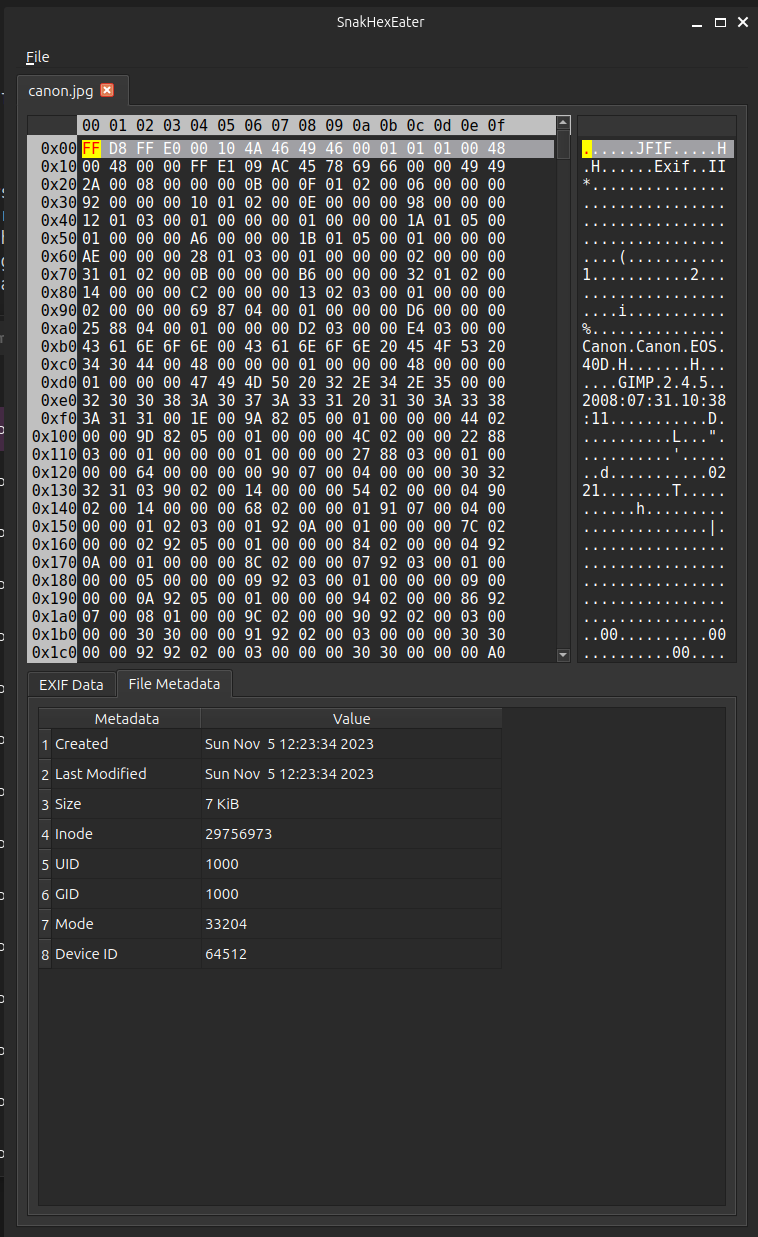 SnakHexEater
File
canon.jpg
00 01 02 03 04 05 06 07 08 09 0a 0b 0c 0d 0e 0f
0x00 FF D8 FF E0 00 10 4A 46 49 46 00 01 01 01 00 48 ......JFIF.....H
0x10 00 48 00 00 FF E1 09 AC 45 78 69 66 00 00 49 49 .H......Exif..II
0x20 2A 00 08 00 00 00 0B 00 0F 01 02 00 06 00 00 00 *...............
0x30 92 00 00 00 10 01 02 00 0E 00 00 00 98 00 00 00 ................
0x40 12 01 03 00 01 00 00 00 01 00 00 00 1A 01 05 00 ................
0x50 01 00 00 00 A6 00 00 00 1B 01 05 00 01 00 00 00 ................
0x60 AE 00 00 00 28 01 03 00 01 00 00 00 02 00 00 00 ....(...........
0x70 31 01 02 00 0B 00 00 00 B6 00 00 00 32 01 02 00 1...........2...
0x80 14 00 00 00 C2 00 00 00 13 02 03 00 01 00 00 00 ................
0x90 02 00 00 00 69 87 04 00 01 00 00 00 D6 00 00 00 ....i...........
0xa0 25 88 04 00 01 00 00 00 D2 03 00 00 E4 03 00 00 %...............
0xb0 43 61 6E 6F 6E 00 43 61 6E 6F 6E 20 45 4F 53 20 Canon.Canon.EOS.
0xc0 34 30 44 00 48 00 00 00 01 00 00 00 48 00 00 00 40D.H.......H...
0xd0 01 00 00 00 47 49 4D 50 20 32 2E 34 2E 35 00 00 ....GIMP.2.4.5..
0xe0 32 30 30 38 3A 30 37 3A 33 31 20 31 30 3A 33 38 2008:07:31.10:38
0xf0 3A 31 31 00 1E 00 9A 82 05 00 01 00 00 00 44 02 :11...........D.
0x100 00 00 9D 82 05 00 01 00 00 00 4C 02 00 00 22 88 ..........L...".
0x110 03 00 01 00 00 00 01 00 00 00 27 88 03 00 01 00 ..........'.....
0x120 00 00 64 00 00 00 00 90 07 00 04 00 00 00 30 32 ..d...........02
0x130 32 31 03 90 02 00 14 00 00 00 54 02 00 00 04 90 21........T.....
0x140 02 00 14 00 00 00 68 02 00 00 01 91 07 00 04 00 ......h.........
0x150 00 00 01 02 03 00 01 92 0A 00 01 00 00 00 7C 02 ..............|.
0x160 00 00 02 92 05 00 01 00 00 00 84 02 00 00 04 92 ................
0x170 0A 00 01 00 00 00 8C 02 00 00 07 92 03 00 01 00 ................
0x180 00 00 05 00 00 00 09 92 03 00 01 00 00 00 09 00 ................
0x190 00 00 0A 92 05 00 01 00 00 00 94 02 00 00 86 92 ................
0x1a0 07 00 08 01 00 00 9C 02 00 00 90 92 02 00 03 00 ................
0x1b0 00 00 30 30 00 00 91 92 02 00 03 00 00 00 30 30 ..00..........00
0x1c0 00 00 92 92 02 00 03 00 00 00 30 30 00 00 00 A0 ..........00....
EXIF Data File Metadata
Metadata Value
1 Created Sun Nov  5 12:23:34 2023
2 Last Modified Sun Nov  5 12:23:34 2023
3 Size 7 KiB
4 Inode 29756973
5 UID 1000
6 GID 1000
7 Mode 33204
8 Device ID 64512